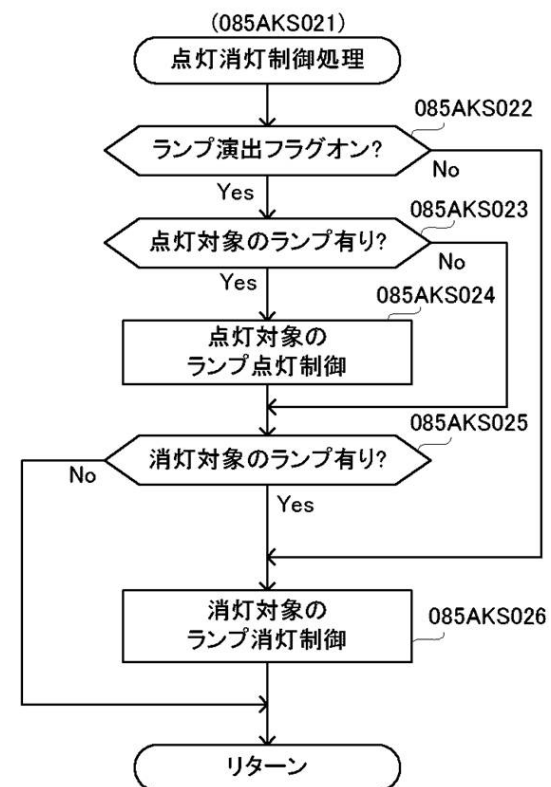 (085AKS021)
点灯消灯制御処理
085AKS022
ランプ演出フラグオン?
No
Yes
085AKS023
点灯対象のランプ有り?
No
Yes
085AKS024
点灯対象の
ランプ点灯制御
085AKS025
消灯対象のランプ有り?
No
Yes
消灯対象の
ランプ消灯制御
085AKS026
リターン